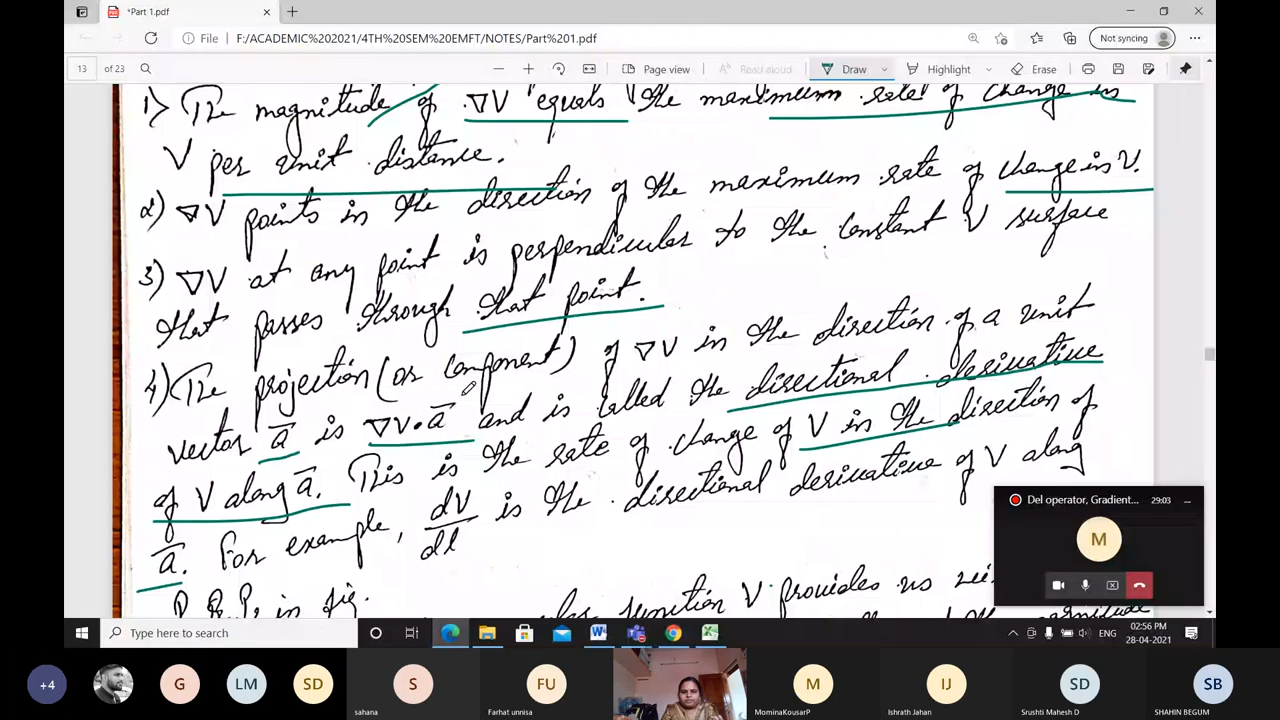 *Part 1.pdf
File F:/ACADEMIC%202021/4TH%20SEM%20EMFT/NOTES/Part%201.pdf
Not syncing
13 of 23
Page view
Read aloud
Draw
Highlight
Erase
1) The magnitude of ∇V equals the maximum rate of change in
V per unit distance.
2) ∇V points in the direction of the maximum rate of change in V.
3) ∇V at any point is perpendicular to the constant V surface
that passes through that point.
4) The projection (or component) of ∇V in the direction of a unit
vector a̅ is ∇V•a̅ and is called the directional derivative
of V along a̅. This is the rate of change of V in the direction of
a̅. For example, dV/dl is the directional derivative of V along
in fig. function V provides us
magnitude
Del operator, Gradient... 29:03
M
Type here to search
ENG
02:56 PM
28-04-2021
+4
G
LM
SD
S
sahana
FU
Farhat unnisa
M
MominaKousarP
IJ
Ishrath Jahan
SD
Srushti Mahesh D
SB
SHAHIN BEGUM